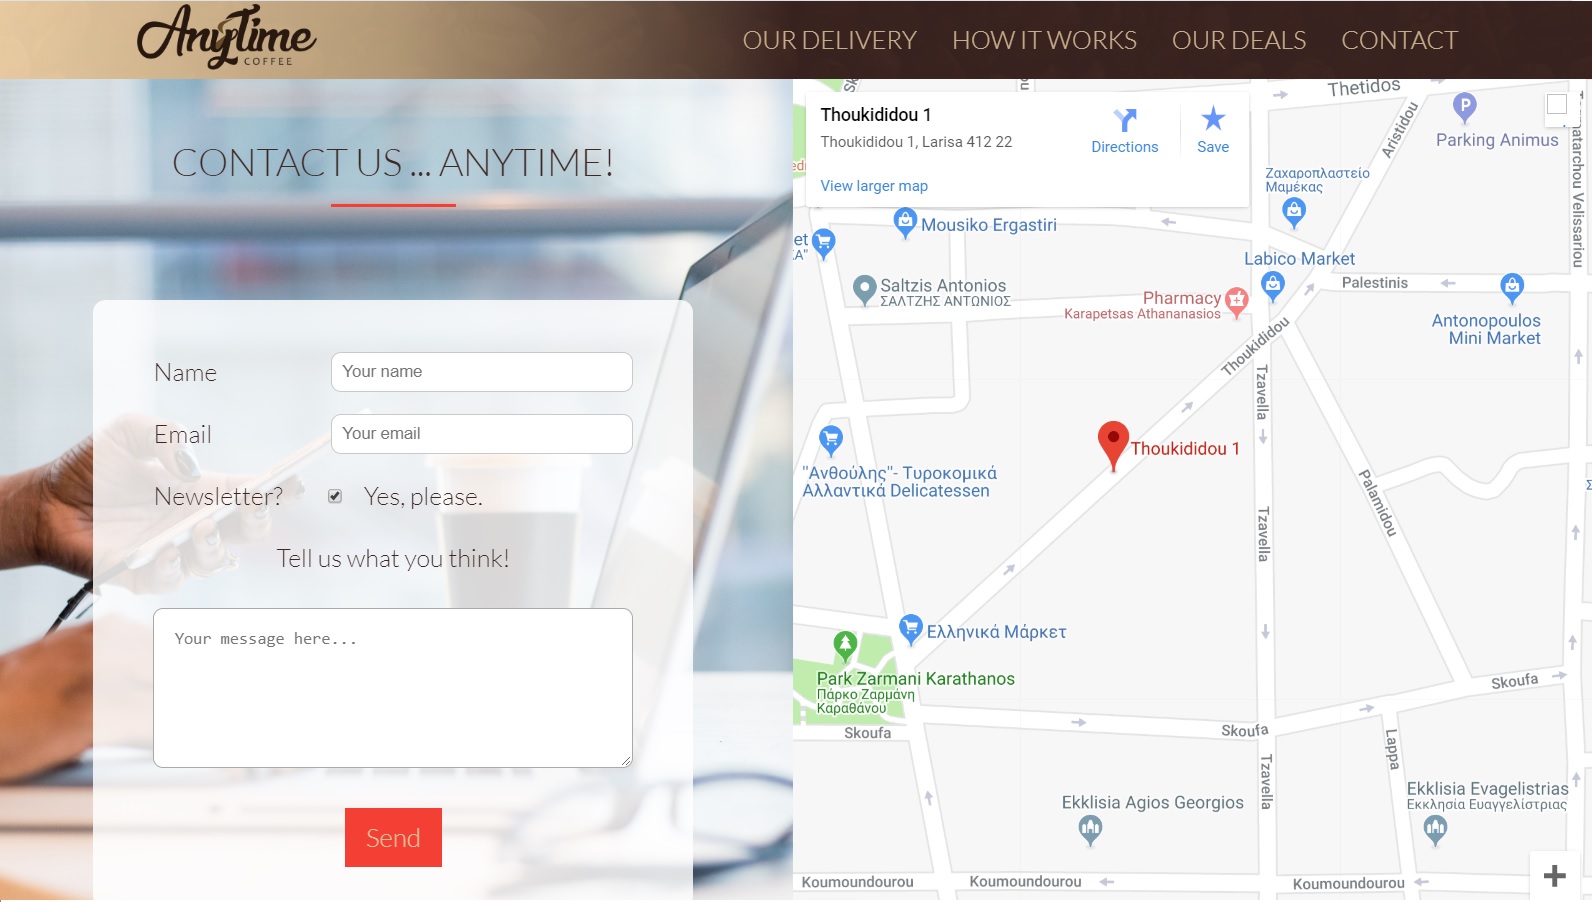 AnyTime
COFFEE
OUR DELIVERY
HOW IT WORKS
OUR DEALS
CONTACT
CONTACT US ... ANYTIME!
Name
Your name
Email
Your email
Newsletter?
Yes, please.
Tell us what you think!
Your message here...
Send
Thoukididou 1
Thoukididou 1, Larisa 412 22
View larger map
Directions
Save
Thetidos
Aristidou
Parking Animus
Ζαχαροπλαστείο
Μαμέκας
Mousiko Ergastiri
Labico Market
Palestinis
Saltzis Antonios
ΣΑΛΤΖΗΣ ΑΝΤΩΝΙΟΣ
Pharmacy
Karapetsas Athananasios
Antonopoulos
Mini Market
Thoukididou
Tzavella
Thoukididou 1
"Ανθούλης"- Τυροκομικά
Αλλαντικά Delicatessen
Palamidou
Tzavella
Ελληνικά Μάρκετ
Park Zarmani Karathanos
Πάρκο Ζαρμάνη
Καραθάνου
Skoufa
Skoufa
Skoufa
Lappa
Tzavella
Ekklisia Agios Georgios
Ekklisia Evagelistrias
Εκκλησία Ευαγγελίστριας
Koumoundourou
Koumoundourou
Koumoundourou